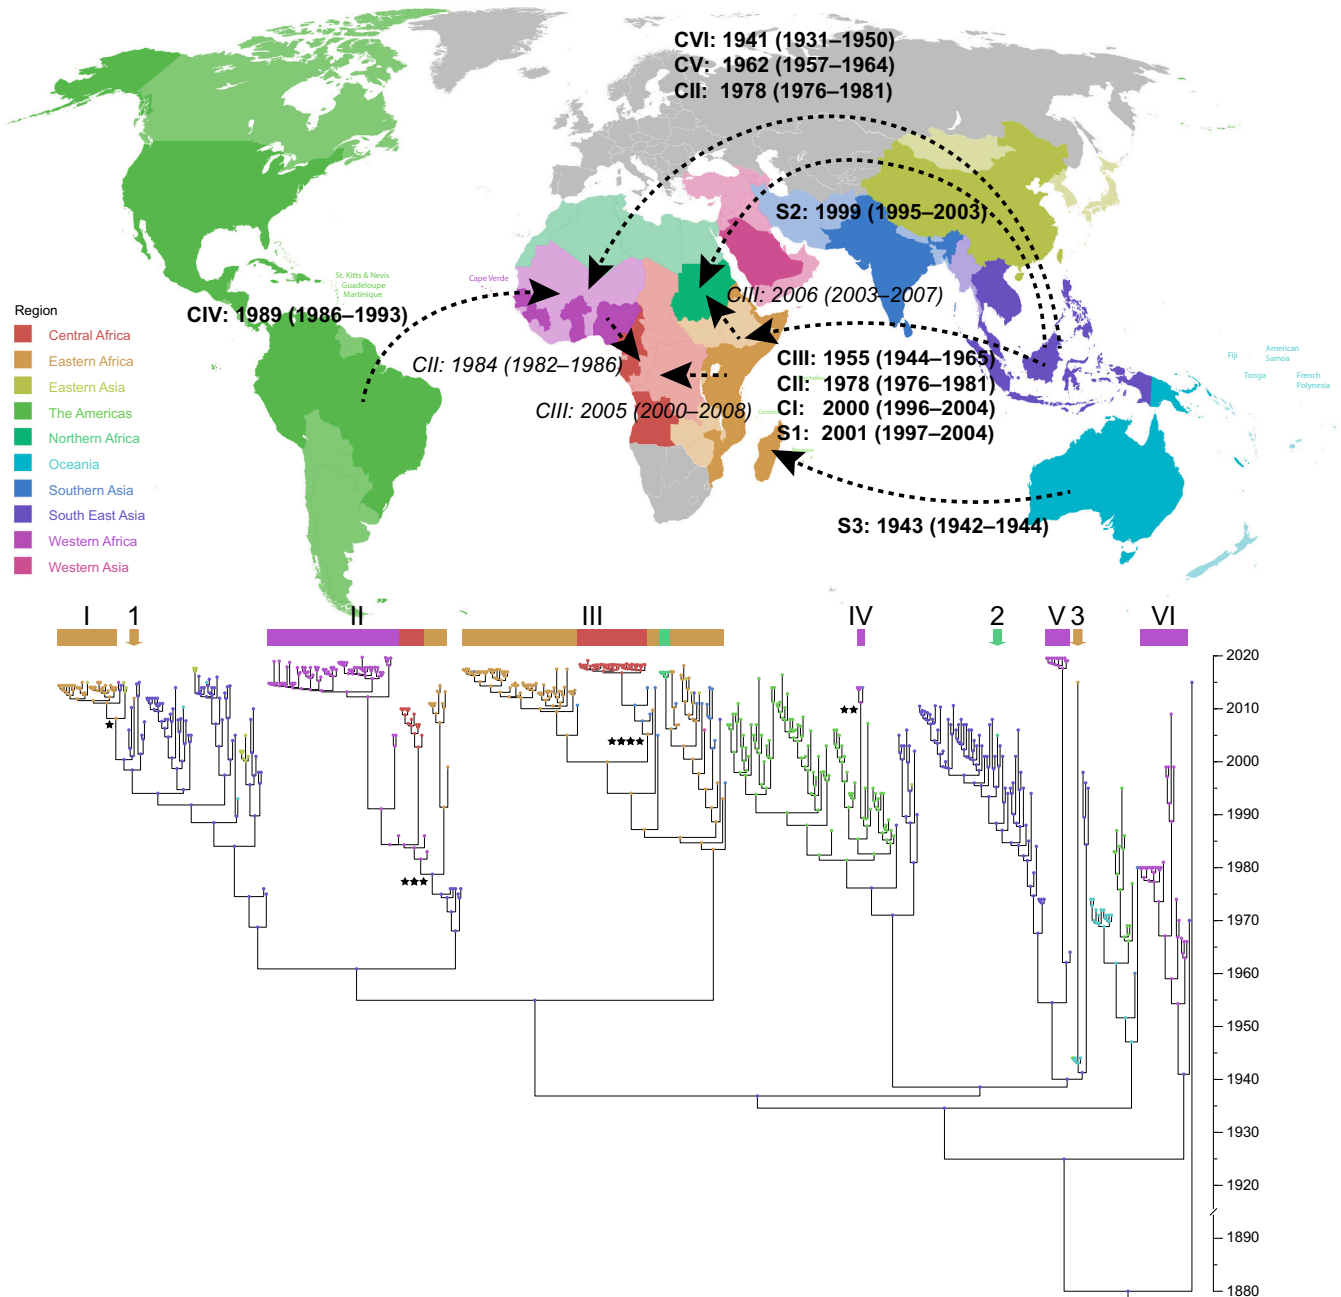 CVI: 1941 (1931–1950)
CV: 1962 (1957–1964)
CII: 1978 (1976–1981)
S2: 1999 (1995–2003)
St. Kitts & Nevis
Guadeloupe
Martinique
Cape Verde
CIII: 2006 (2003–2007)
CIV: 1989 (1986–1993)
CII: 1984 (1982–1986)
CIII: 2005 (2000–2008)
CIII: 1955 (1944–1965)
CII: 1978 (1976–1981)
CI: 2000 (1996–2004)
S1: 2001 (1997–2004)
S3: 1943 (1942–1944)
Fiji
American
Samoa
Tonga
French
Polynesia
Region
Central Africa
Eastern Africa
Eastern Asia
The Americas
Northern Africa
Oceania
Southern Asia
South East Asia
Western Africa
Western Asia
I 1 II III IV 2 V 3 VI
★
★★
★★★
★★★★
2020
2010
2000
1990
1980
1970
1960
1950
1940
1930
1920
1890
1880